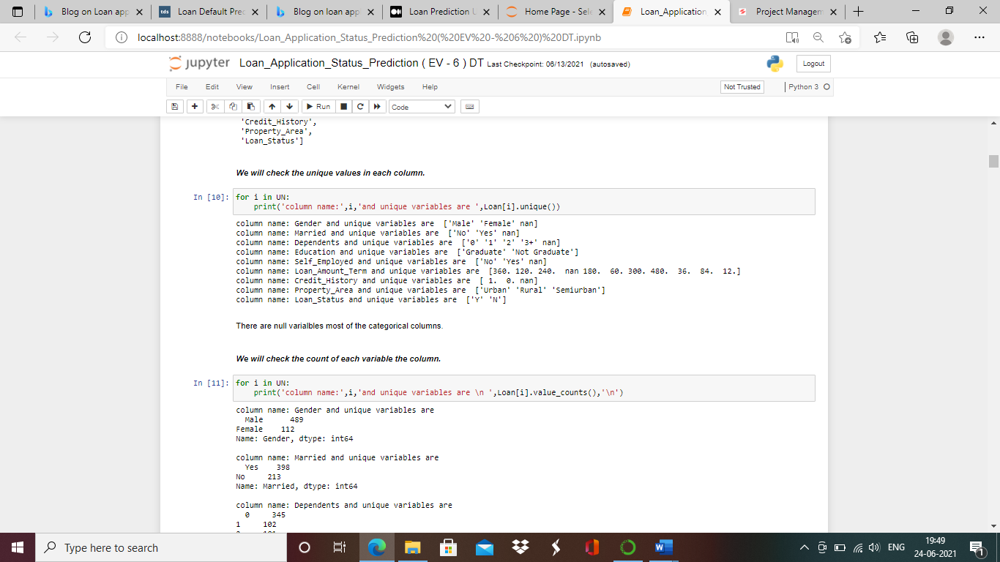 Blog on Loan app
Loan Default Prec
Blog on loan app
Loan Prediction U
Home Page - Sele
Loan_Application
Project Managem
localhost:8888/notebooks/Loan_Application_Status_Prediction%20(%20EV%20-%206%20)%20DT.ipynb
jupyter Loan_Application_Status_Prediction ( EV - 6 ) DT Last Checkpoint: 06/13/2021 (autosaved)
Logout
File Edit View Insert Cell Kernel Widgets Help
Not Trusted
Python 3
Run
Code
'Credit_History',
'Property_Area',
'Loan_Status']
We will check the unique values in each column.
In [10]: for i in UN:
print('column name:',i,'and unique variables are ',Loan[i].unique())
column name: Gender and unique variables are ['Male' 'Female' nan]
column name: Married and unique variables are ['No' 'Yes' nan]
column name: Dependents and unique variables are ['0' '1' '2' '3+' nan]
column name: Education and unique variables are ['Graduate' 'Not Graduate']
column name: Self_Employed and unique variables are ['No' 'Yes' nan]
column name: Loan_Amount_Term and unique variables are [360. 120. 240. nan 180. 60. 300. 480. 36. 84. 12.]
column name: Credit_History and unique variables are [ 1. 0. nan]
column name: Property_Area and unique variables are ['Urban' 'Rural' 'Semiurban']
column name: Loan_Status and unique variables are ['Y' 'N']
There are null varialbles most of the categorical columns.
We will check the count of each variable the column.
In [11]: for i in UN:
print('column name:',i,'and unique variables are \n ',Loan[i].value_counts(),'\n')
column name: Gender and unique variables are
Male 489
Female 112
Name: Gender, dtype: int64
column name: Married and unique variables are
Yes 398
No 213
Name: Married, dtype: int64
column name: Dependents and unique variables are
0 345
1 102
Type here to search
ENG
19:49
24-06-2021